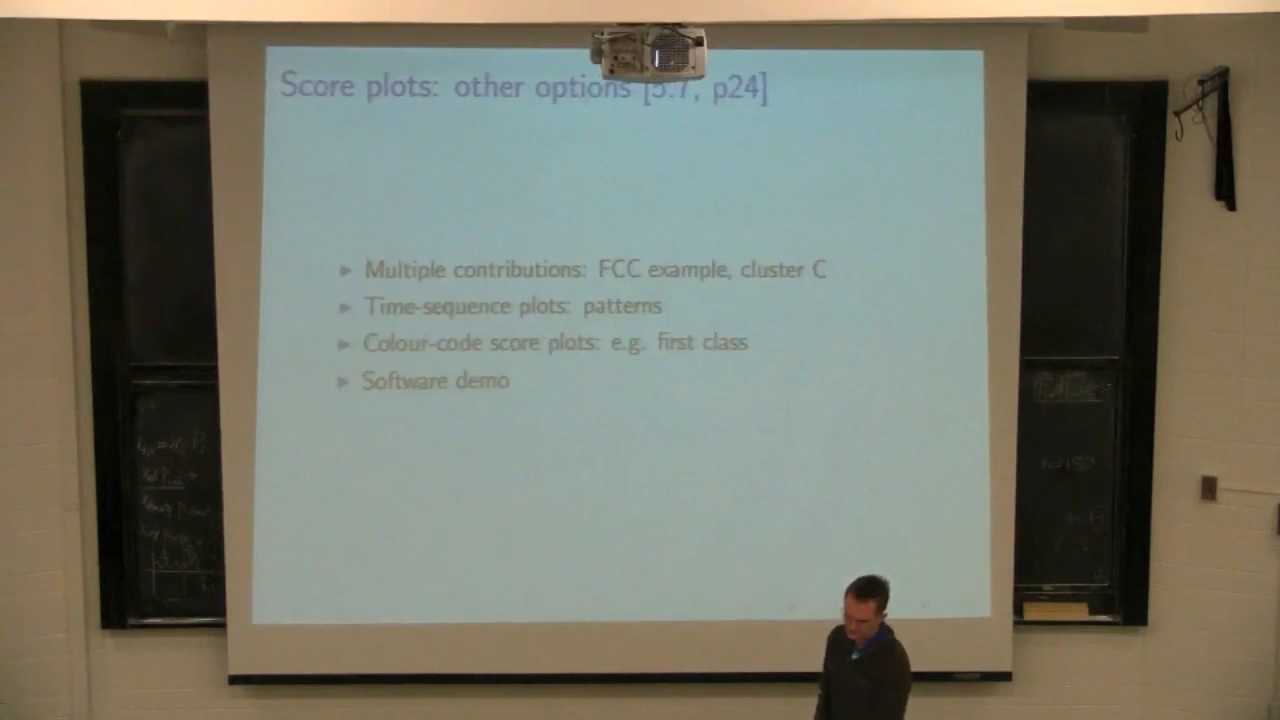 Score plots: other options [5.7, p24]
▸ Multiple contributions: FCC example, cluster C
▸ Time-sequence plots: patterns
▸ Colour-code score plots: e.g. first class
▸ Software demo